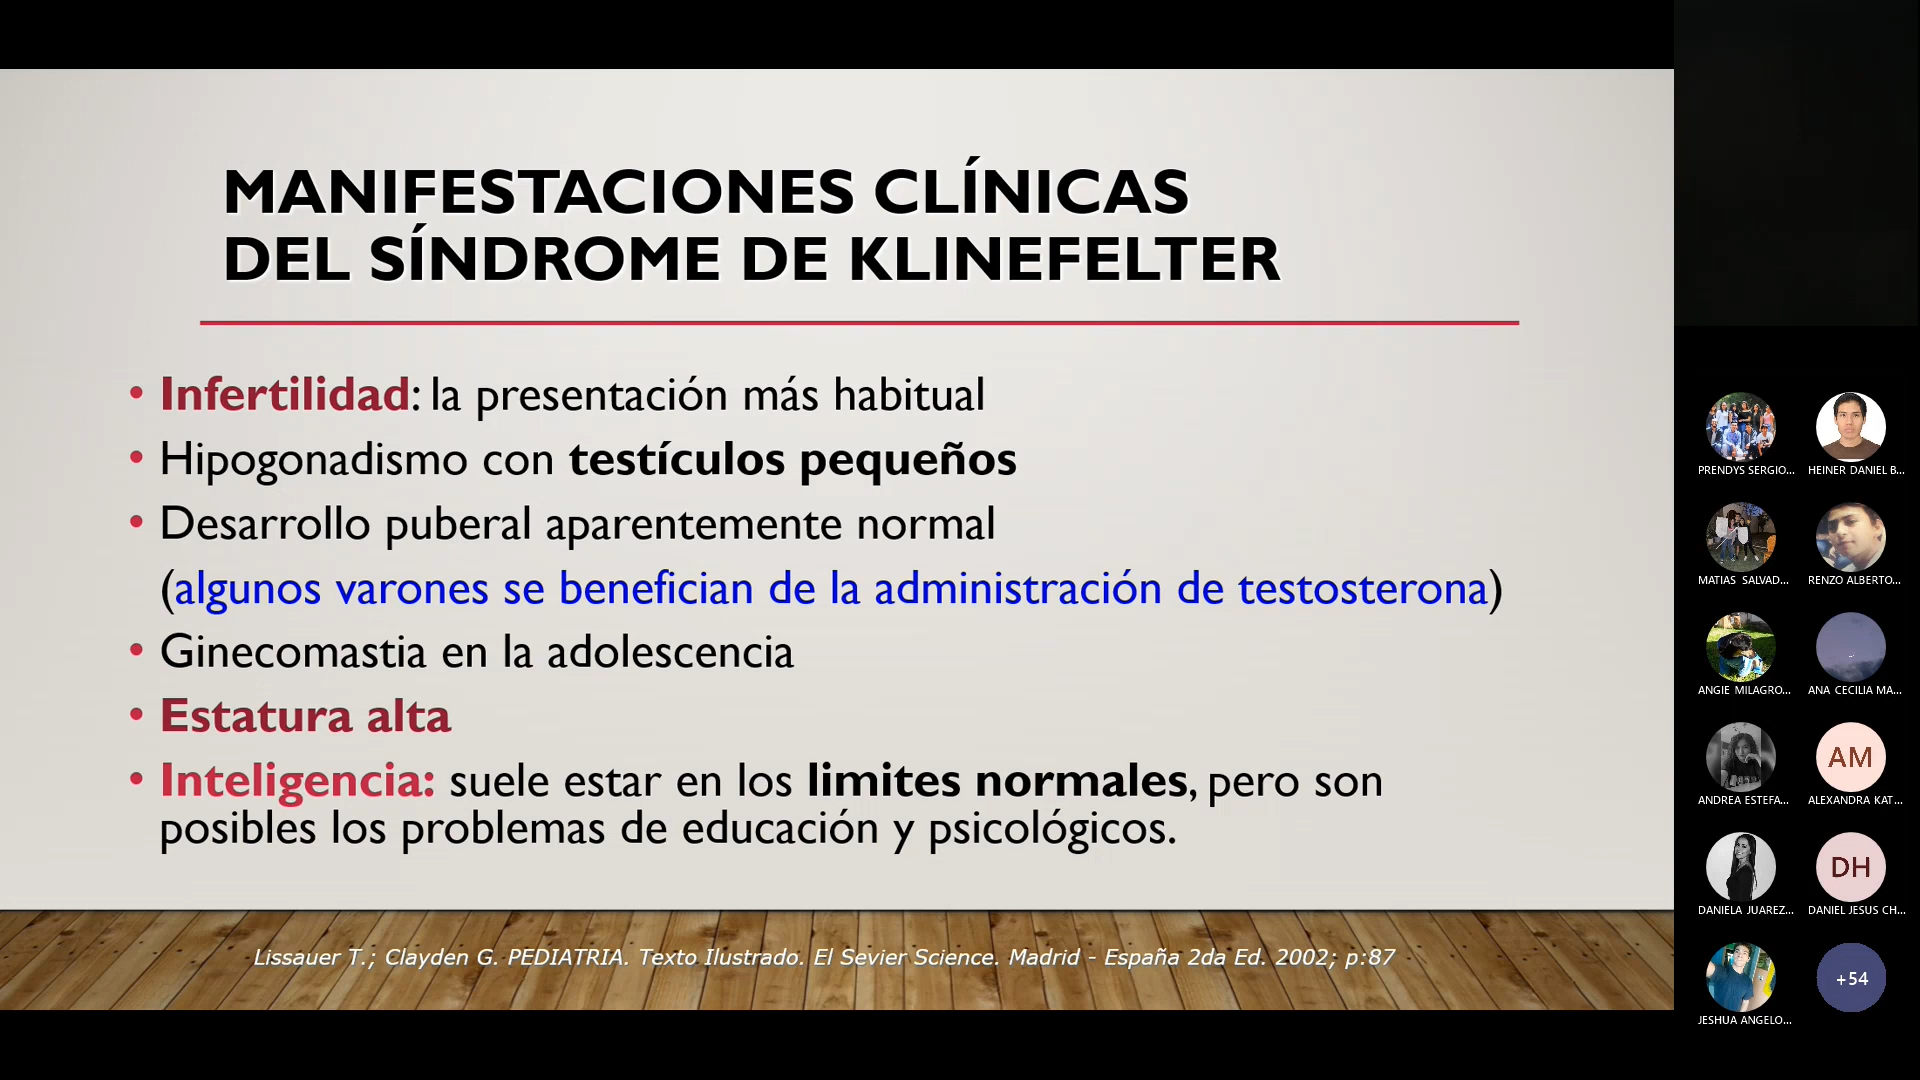 MANIFESTACIONES CLÍNICAS
DEL SÍNDROME DE KLINEFELTER
• Infertilidad: la presentación más habitual
• Hipogonadismo con testículos pequeños
• Desarrollo puberal aparentemente normal
(algunos varones se benefician de la administración de testosterona)
• Ginecomastia en la adolescencia
• Estatura alta
• Inteligencia: suele estar en los limites normales, pero son
posibles los problemas de educación y psicológicos.
Lissauer T.; Clayden G. PEDIATRIA. Texto Ilustrado. El Sevier Science. Madrid - España 2da Ed. 2002; p:87
PRENDYS SERGIO...
HEINER DANIEL B...
MATIAS SALVAD...
RENZO ALBERTO...
ANGIE MILAGRO...
ANA CECILIA MA...
ANDREA ESTEFA...
AM
ALEXANDRA KAT...
DANIELA JUAREZ...
DH
DANIEL JESUS CH...
JESHUA ANGELO...
+54